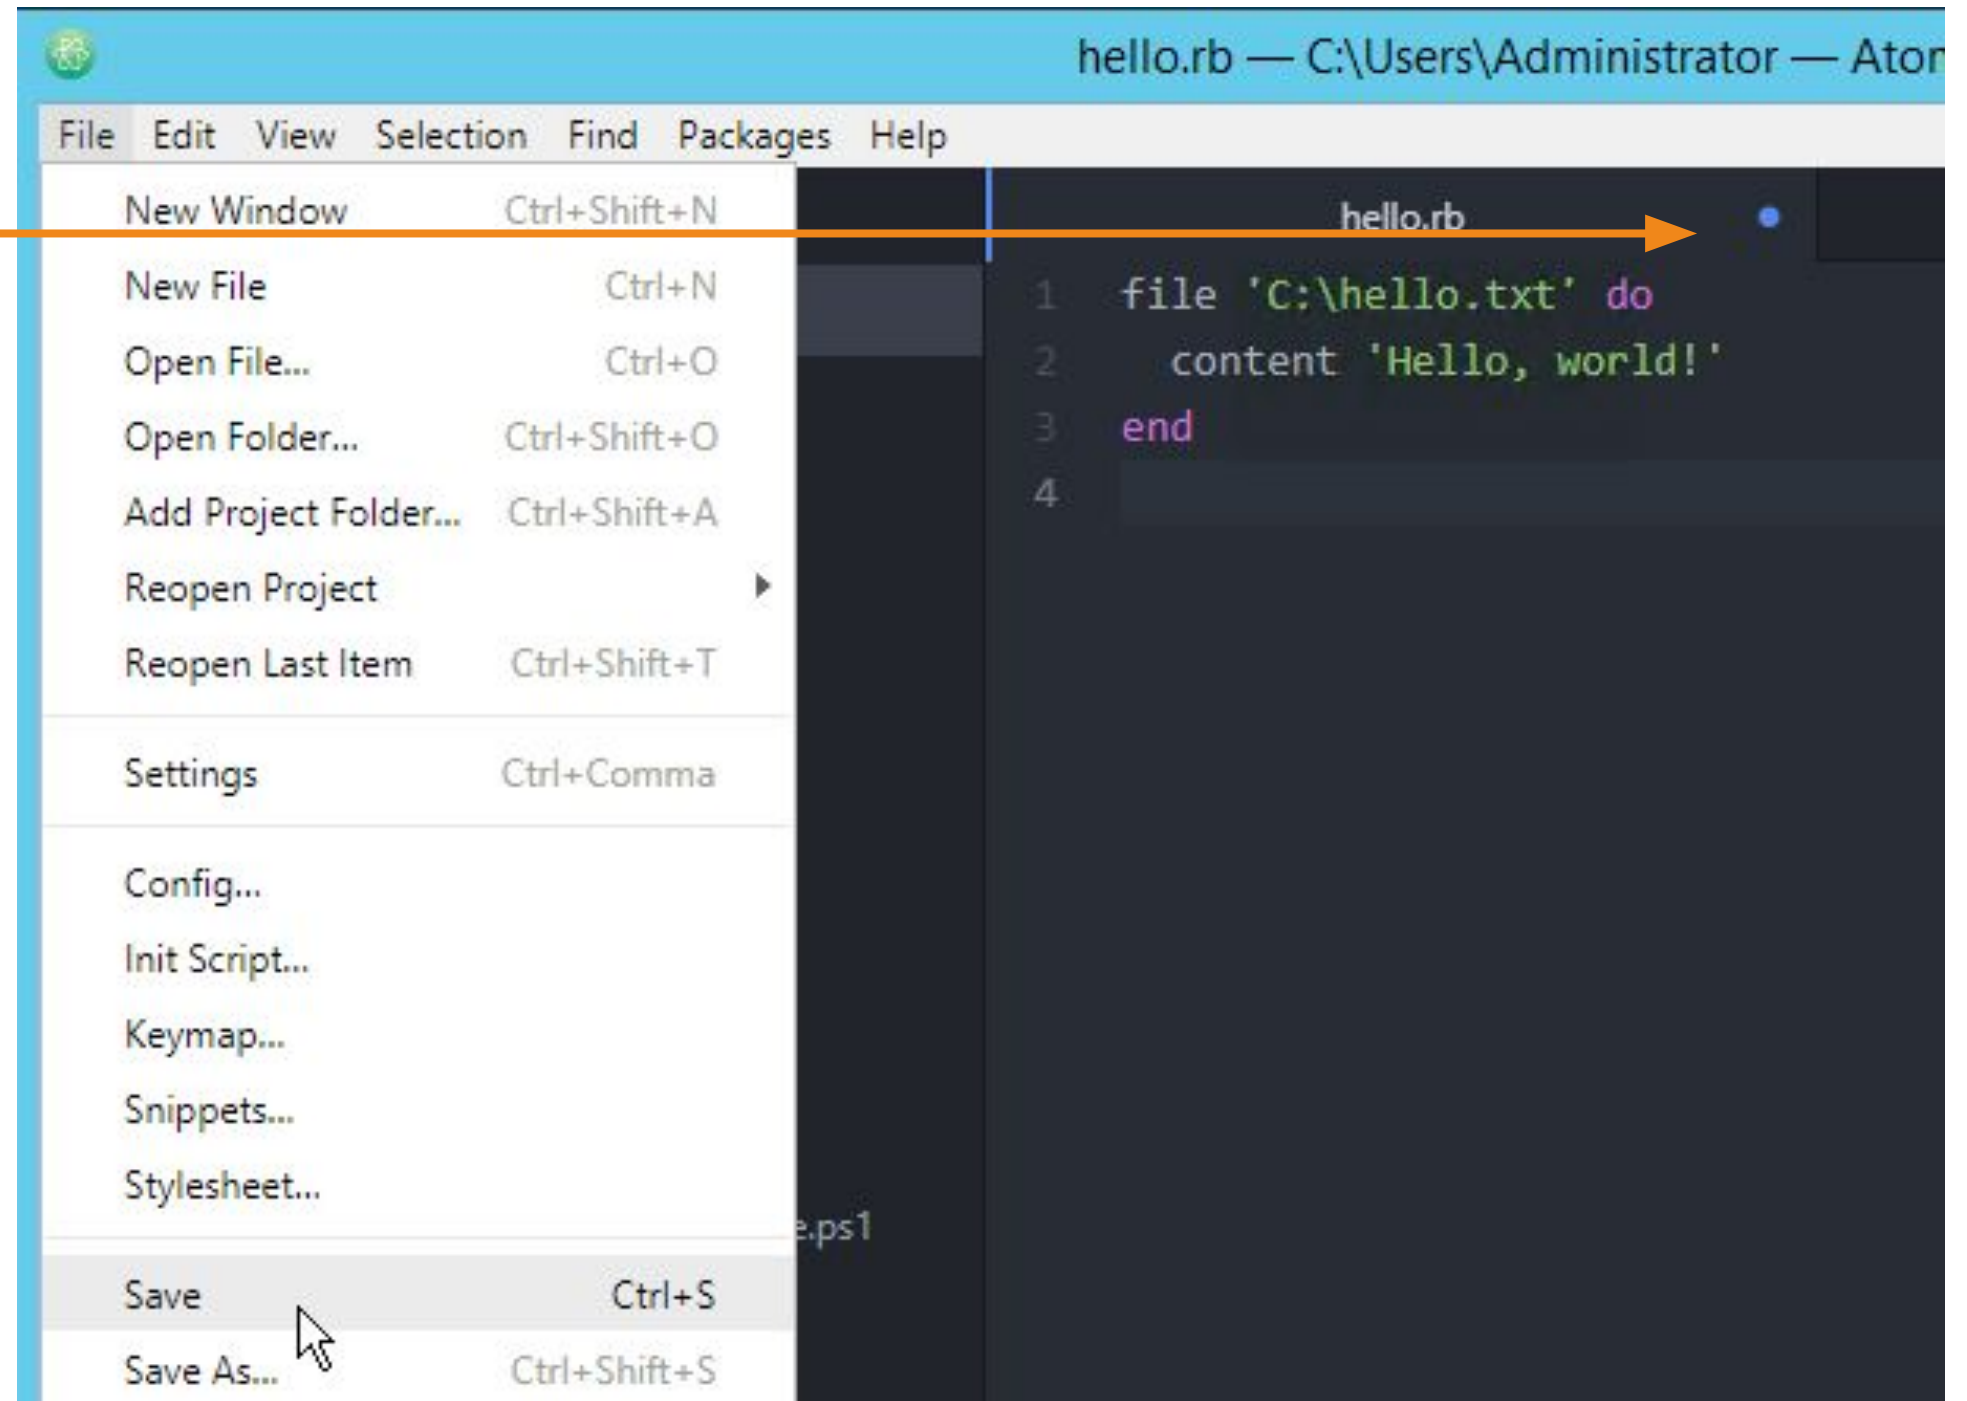 hello.rb — C:\Users\Administrator —
File Edit View Selection Find Packages Help
New Window Ctrl+Shift+N
New File Ctrl+N
Open File... Ctrl+O
Open Folder... Ctrl+Shift+O
Add Project Folder... Ctrl+Shift+A
Reopen Project
Reopen Last Item Ctrl+Shift+T
Settings Ctrl+Comma
Config...
Init Script...
Keymap...
Snippets...
Stylesheet...
Save Ctrl+S
Save As... Ctrl+Shift+S
e.ps1
hello.rb
1 file 'C:\hello.txt' do
2 content 'Hello, world!'
3 end
4